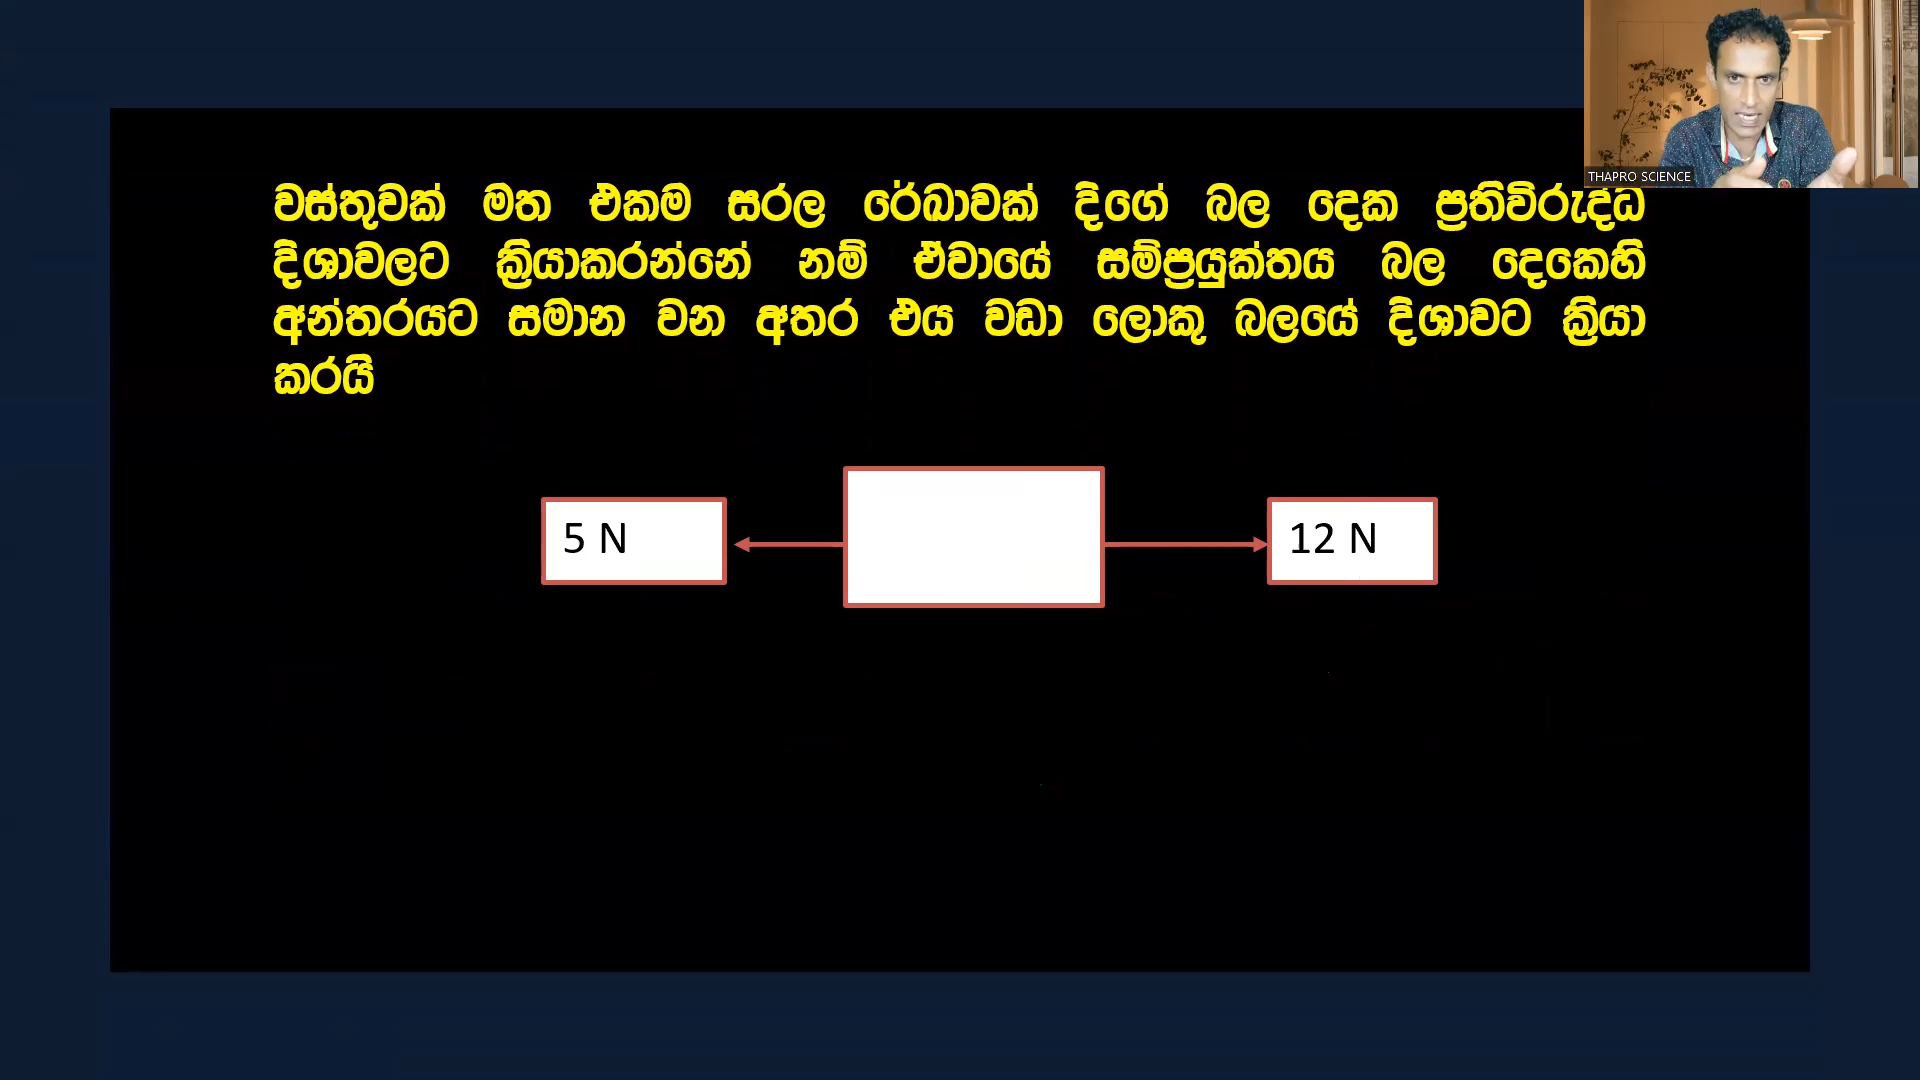 THAPRO SCIENCE
වස්තුවක් මත එකම සරල රේඛාවක් දිගේ බල දෙක ප්‍රතිවිරුද්ධ
දිශාවලට ක්‍රියාකරන්නේ නම් ඒවායේ සම්ප්‍රයුක්තය බල දෙකෙහි
අන්තරයට සමාන වන අතර එය වඩා ලොකු බලයේ දිශාවට ක්‍රියා
කරයි
5 N
12 N